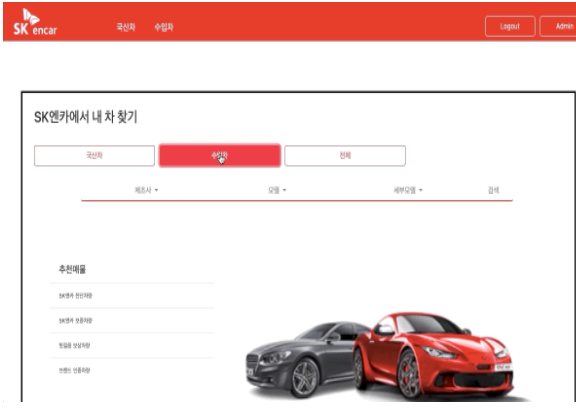 SK encar
국산차 수입차 Logout Admin
SK엔카에서 내 차 찾기
국산차 수입차 전체
제조사 모델 세부모델 검색
추천매물
SK엔카 진단차량
SK엔카 보증차량
헛걸음 보상차량
브랜드 인증차량